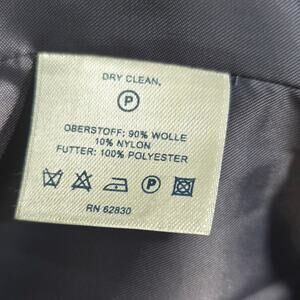 DRY CLEAN,
P
OBERSTOFF: 90% WOLLE
10% NYLON
FUTTER: 100% POLYESTER
P
RN 62830